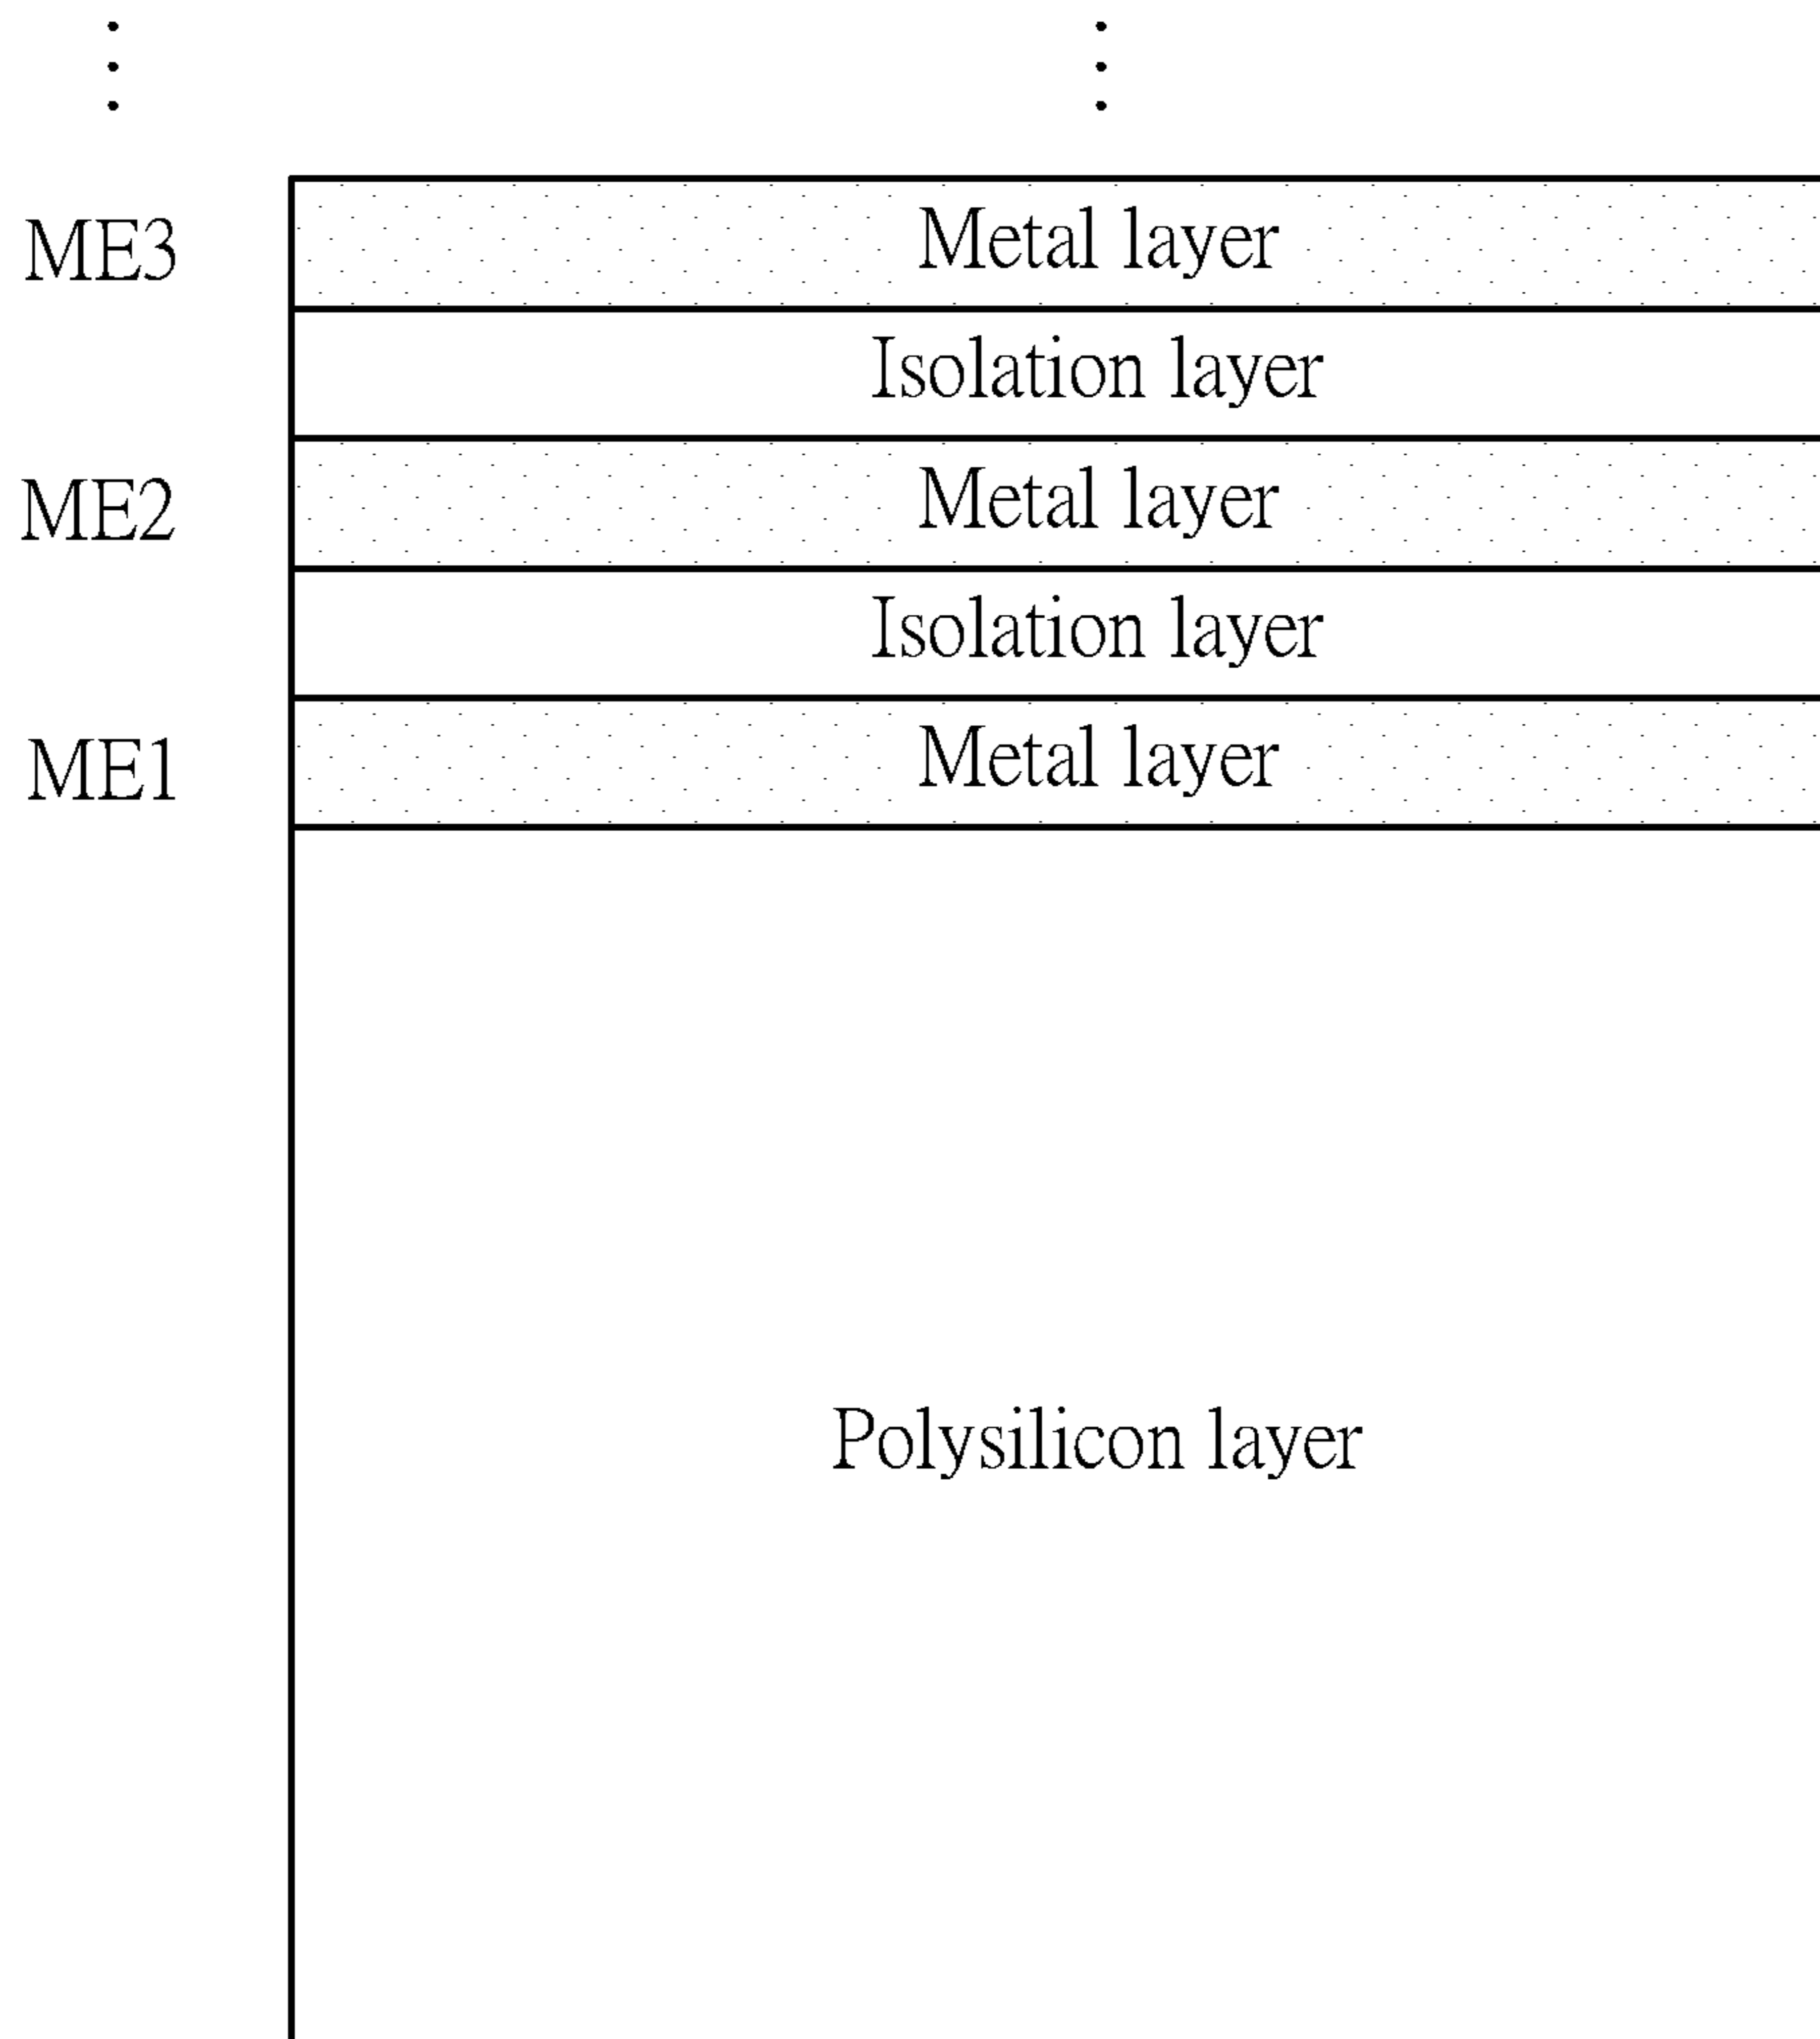 ME3 Metal layer
Isolation layer
ME2 Metal layer
Isolation layer
ME1 Metal layer
Polysilicon layer